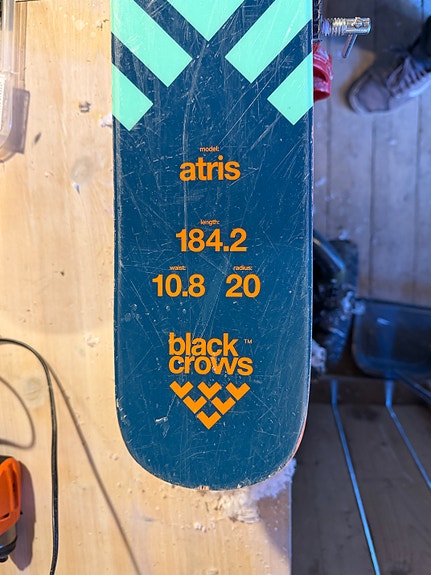 model:
atris
length:
184.2
waist: radius:
10.8 20
black ™
crows